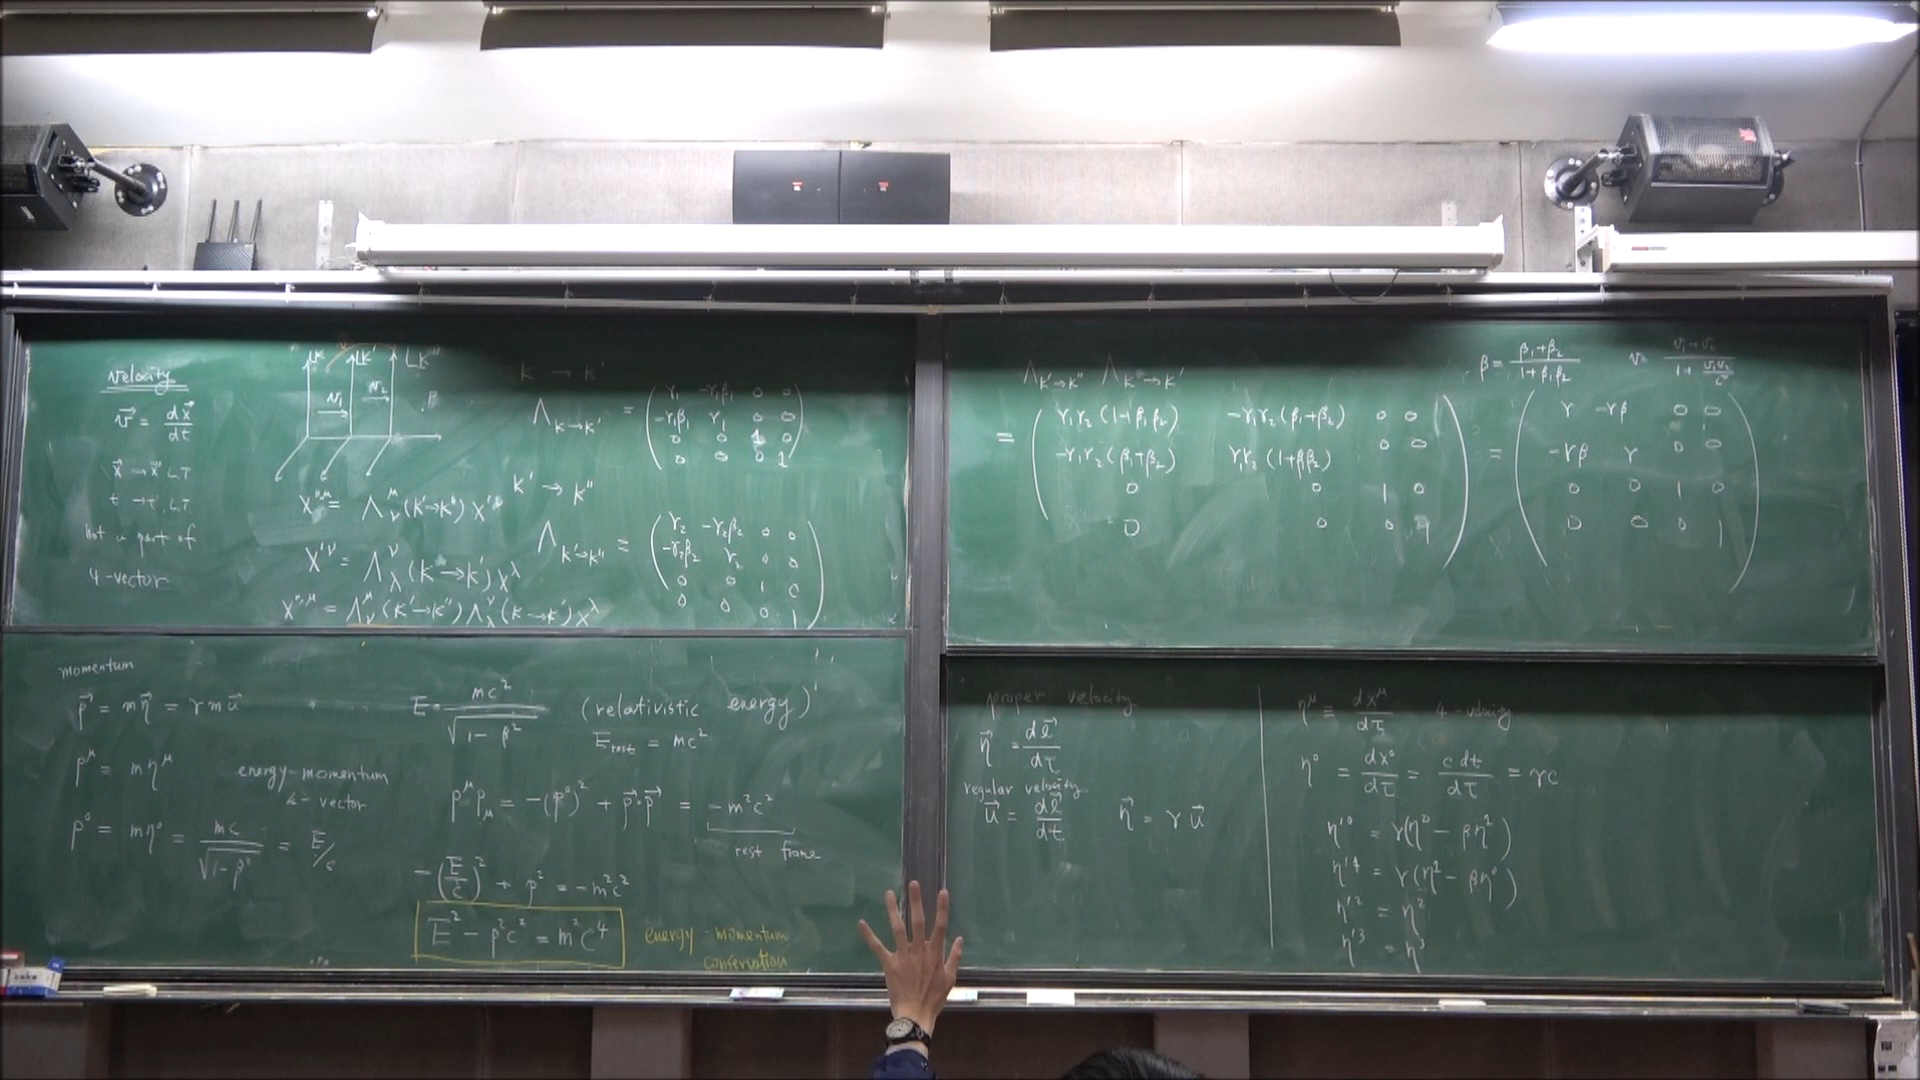 Velocity
v⃗ = dx⃗/dt
x⃗ → x⃗' L.T
t → t' L.T
Not a part of
4-vector
K K' K''
v₁ v₂
x''^μ = Λ^μ_ν (K'→K'') x'^ν
x'^ν = Λ^ν_λ (K→K') x^λ
x''^μ = Λ^μ_ν (K'→K'') Λ^ν_λ (K→K') x^λ
K → K'
Λ_{K→K'} = ( γ₁ -γ₁β₁ 0 0
-γ₁β₁ γ₁ 0 0
0 0 1 0
0 0 0 1 )
K' → K''
Λ_{K'→K''} = ( γ₂ -γ₂β₂ 0 0
-γ₂β₂ γ₂ 0 0
0 0 1 0
0 0 0 1 )
momentum
p⃗ = mη⃗ = γmu⃗
p^μ = mη^μ
energy-momentum
4-vector
p⁰ = mη⁰ = mc/√(1-β²) = E/c
E = mc²/√(1-β²) (relativistic energy)
E_rest = mc²
p^μ p_μ = -(p⁰)² + p⃗·p⃗ = -m²c²
rest frame
-(E/c)² + p² = -m²c²
E² - p²c² = m²c⁴
energy-momentum
conservation
Λ_{K'→K''} Λ_{K→K'}
β = (β₁+β₂)/(1+β₁β₂) v = (v₁+v₂)/(1+v₁v₂/c²)
= ( γ₁γ₂(1+β₁β₂) -γ₁γ₂(β₁+β₂) 0 0
-γ₁γ₂(β₁+β₂) γ₁γ₂(1+β₁β₂) 0 0
0 0 1 0
0 0 0 1 )
= ( γ -γβ 0 0
-γβ γ 0 0
0 0 1 0
0 0 0 1 )
proper velocity
η⃗ = dl⃗/dτ
regular velocity
u⃗ = dl⃗/dt η⃗ = γu⃗
η^μ ≡ dx^μ/dτ 4-velocity
η⁰ = dx⁰/dτ = cdt/dτ = γc
η'⁰ = γ(η⁰ - βη¹)
η'¹ = γ(η¹ - βη⁰)
η'² = η²
η'³ = η³